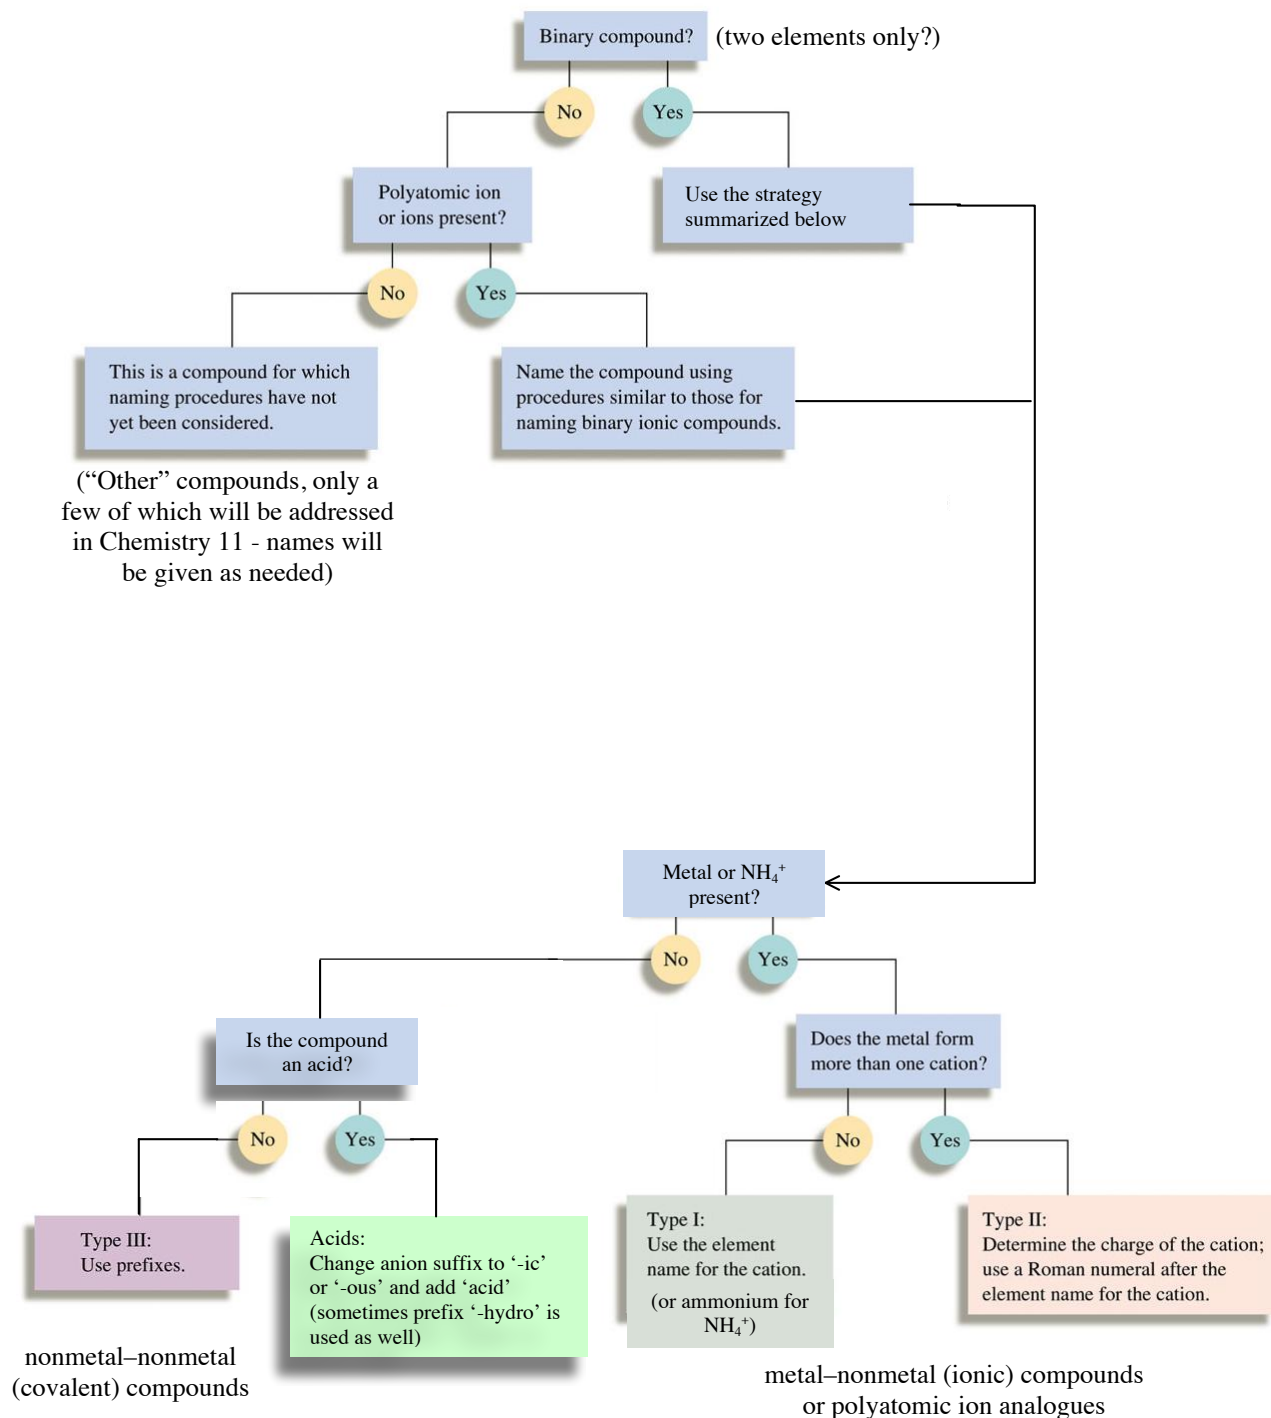 Binary compound? (two elements only?)
No
Yes
Polyatomic ion
or ions present?
Use the strategy
summarized below
No
Yes
This is a compound for which
naming procedures have not
yet been considered.
Name the compound using
procedures similar to those for
naming binary ionic compounds.
(“Other” compounds, only a
few of which will be addressed
in Chemistry 11 - names will
be given as needed)
Metal or NH₄⁺
present?
No
Yes
Is the compound
an acid?
Does the metal form
more than one cation?
No
Yes
No
Yes
Type III:
Use prefixes.
Acids:
Change anion suffix to ‘-ic’
or ‘-ous’ and add ‘acid’
(sometimes prefix ‘-hydro’ is
used as well)
Type I:
Use the element
name for the cation.
(or ammonium for
NH₄⁺)
Type II:
Determine the charge of the cation;
use a Roman numeral after the
element name for the cation.
nonmetal–nonmetal
(covalent) compounds
metal–nonmetal (ionic) compounds
or polyatomic ion analogues